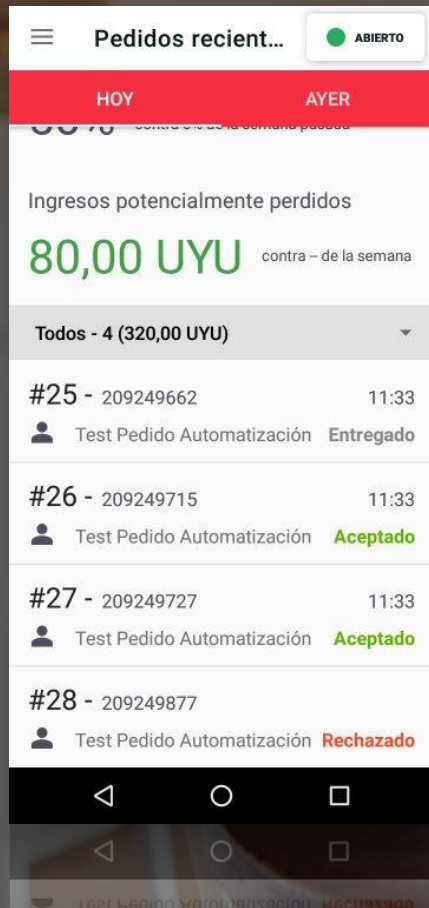 Pedidos recient...
ABIERTO
HOY
AYER
Ingresos potencialmente perdidos
80,00 UYU contra -- de la semana
Todos - 4 (320,00 UYU)
#25 - 209249662 11:33
Test Pedido Automatización Entregado
#26 - 209249715 11:33
Test Pedido Automatización Aceptado
#27 - 209249727 11:33
Test Pedido Automatización Aceptado
#28 - 209249877
Test Pedido Automatización Rechazado